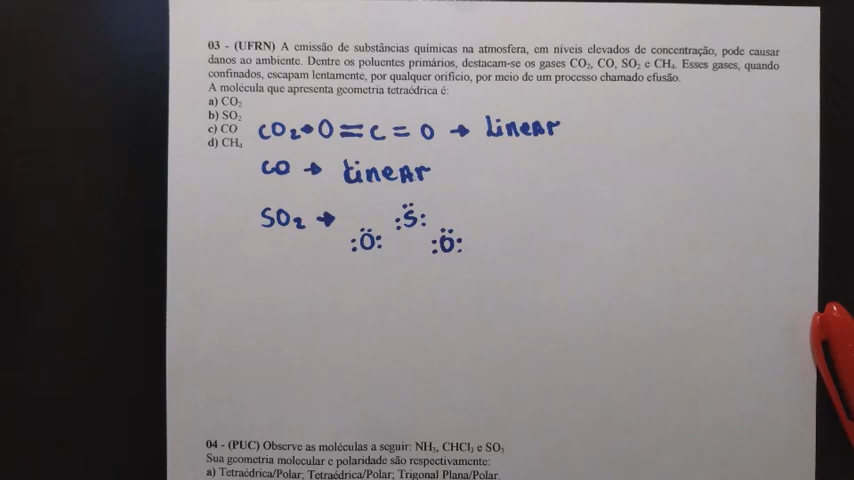 03 - (UFRN) A emissão de substâncias químicas na atmosfera, em níveis elevados de concentração, pode causar
danos ao ambiente. Dentre os poluentes primários, destacam-se os gases CO₂, CO, SO₂ e CH₄. Esses gases, quando
confinados, escapam lentamente, por qualquer orifício, por meio de um processo chamado efusão.
A molécula que apresenta geometria tetraédrica é:
a) CO₂
b) SO₂
c) CO
d) CH₄
CO₂ → O = C = O → LINEAR
CO → LINEAR
SO₂ → :Ö: :S̈: :Ö:
04 - (PUC) Observe as moléculas a seguir: NH₃, CHCl₃ e SO₃
Sua geometria molecular e polaridade são respectivamente:
a) Tetraédrica/Polar; Tetraédrica/Polar; Trigonal Plana/Polar